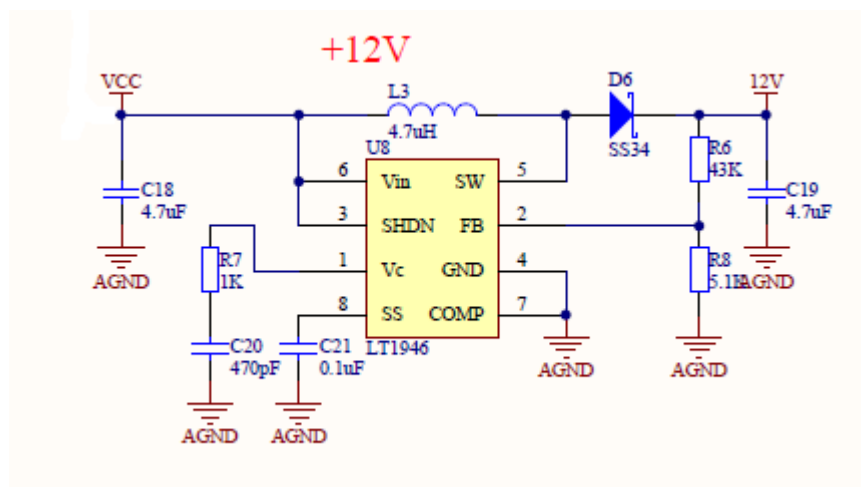 +12V
VCC
L3
4.7uH
D6
SS34
12V
U8
6 Vin SW 5
3 SHDN FB 2
1 Vc GND 4
8 SS COMP 7
LT1946
C18
4.7uF
AGND
R7
1K
C20
470pF
AGND
C21
0.1uF
AGND
AGND
R6
43K
R8
5.1K
AGND
C19
4.7uF
AGND